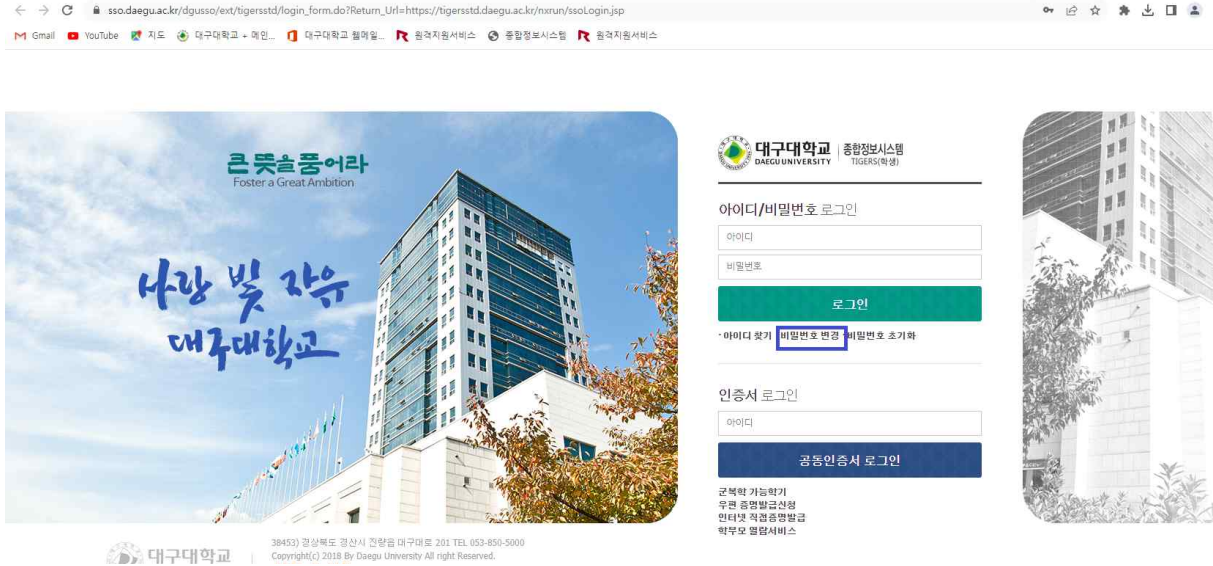 sso.daegu.ac.kr/dgusso/ext/tigersstd/login_form.do?Return_Url=https://tigersstd.daegu.ac.kr/nxrun/ssoLogin.jsp
Gmail YouTube 지도 대구대학교 + 메인... 대구대학교 웹메일... 원격지원서비스 종합정보시스템 원격지원서비스
큰 뜻을 품어라
Foster a Great Ambition
사랑 빛 자유
대구대학교
대구대학교 종합정보시스템
DAEGU UNIVERSITY TIGERS(학생)
아이디/비밀번호 로그인
아이디
비밀번호
로그인
· 아이디 찾기 · 비밀번호 변경 · 비밀번호 초기화
인증서 로그인
아이디
공동인증서 로그인
군복학 가능학기
우편 증명발급신청
인터넷 직접증명발급
학부모 열람서비스
대구대학교
38453) 경상북도 경산시 진량읍 대구대로 201 TEL 053-850-5000
Copyright(c) 2018 By Daegu University All right Reserved.